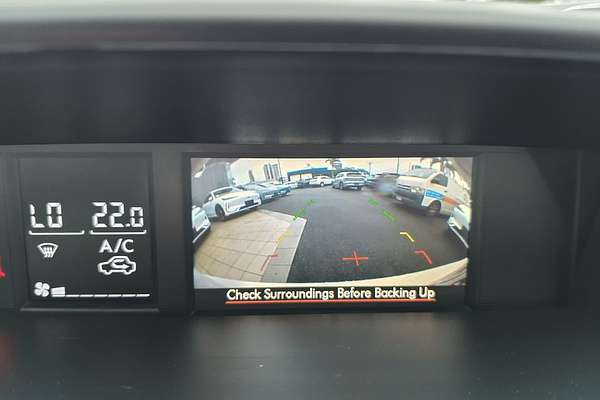 LO 22.0
A/C
Check Surroundings Before Backing Up